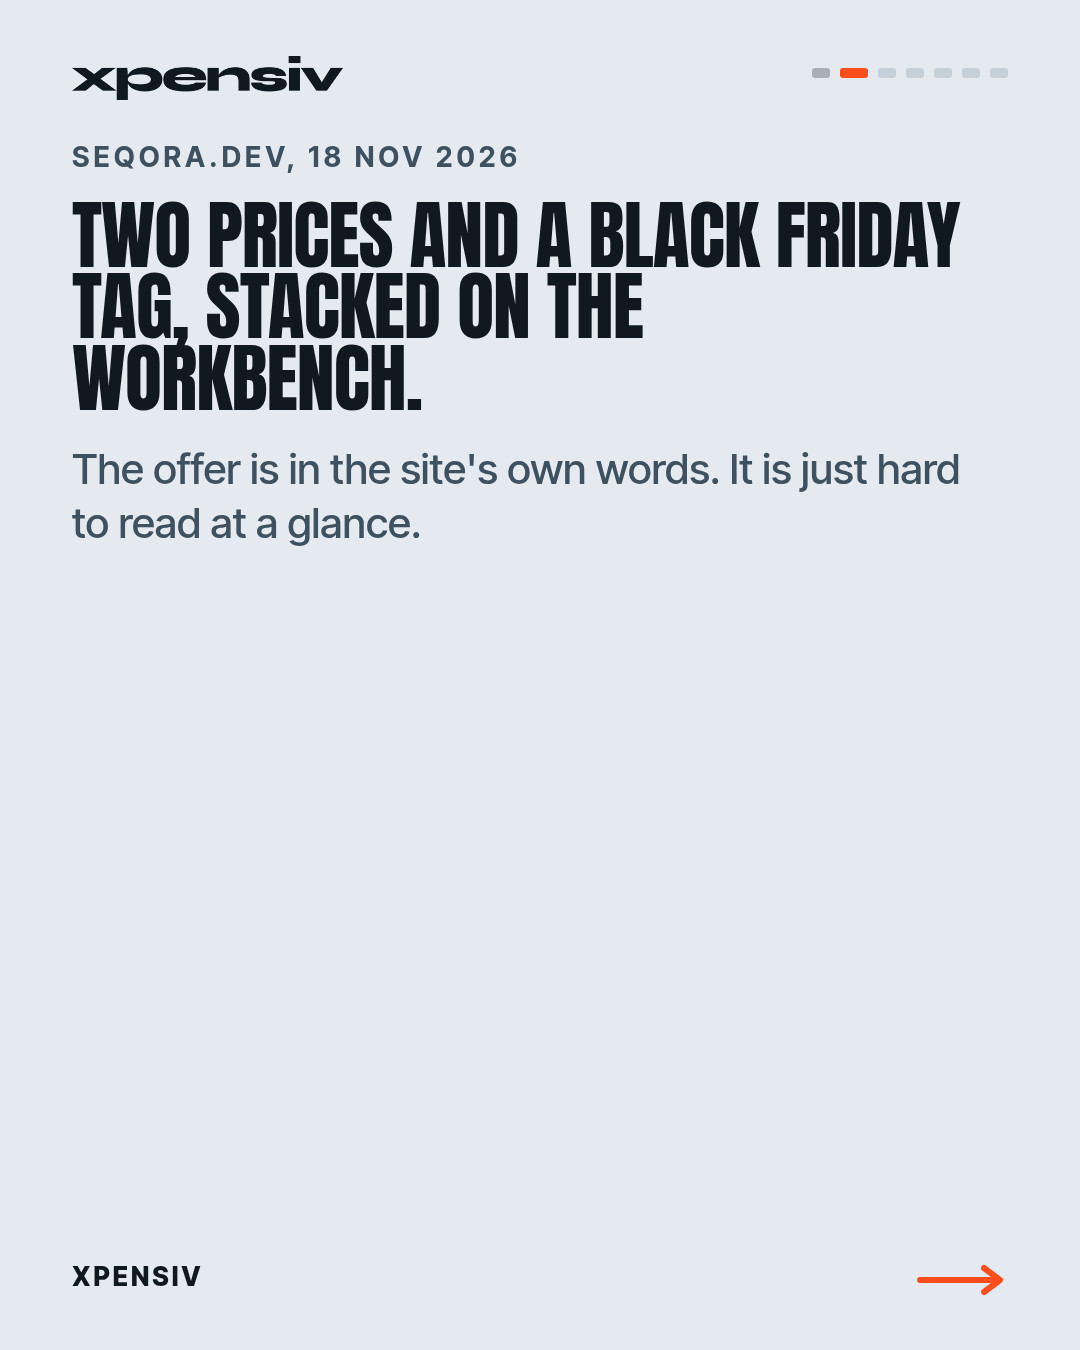 xpensiv
SEQORA.DEV, 18 NOV 2026
TWO PRICES AND A BLACK FRIDAY
TAG, STACKED ON THE
WORKBENCH.
The offer is in the site's own words. It is just hard
to read at a glance.
XPENSIV